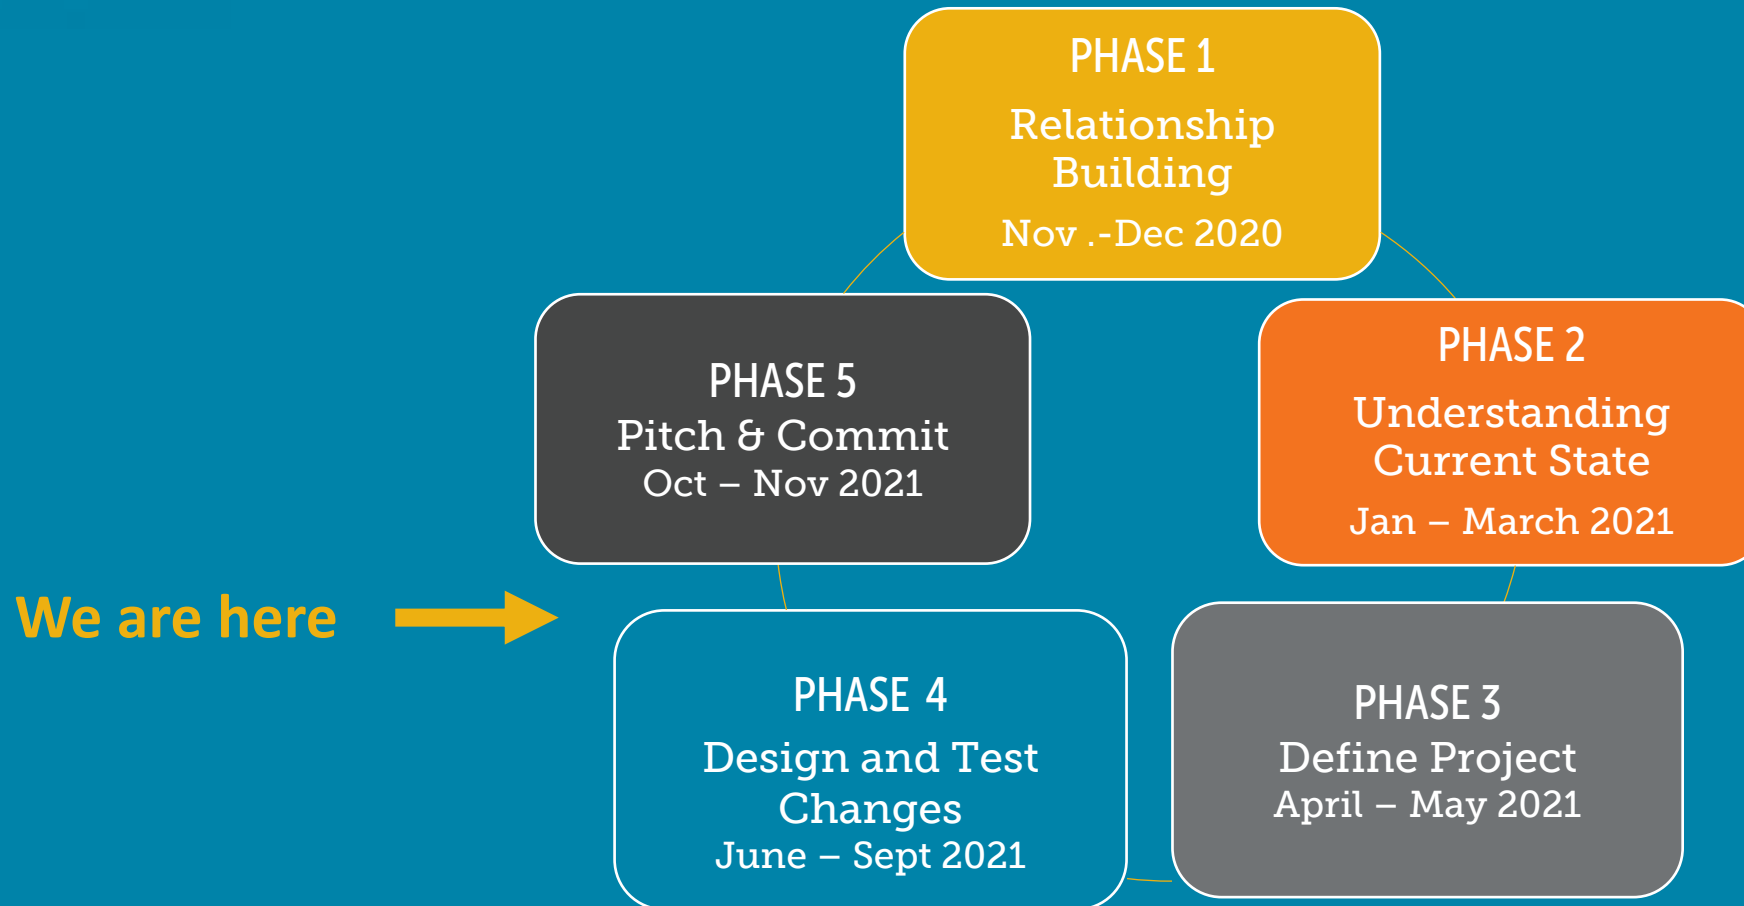 PHASE 1
Relationship
Building
Nov .-Dec 2020
PHASE 2
Understanding
Current State
Jan – March 2021
PHASE 3
Define Project
April – May 2021
PHASE 4
Design and Test
Changes
June – Sept 2021
PHASE 5
Pitch & Commit
Oct – Nov 2021
We are here